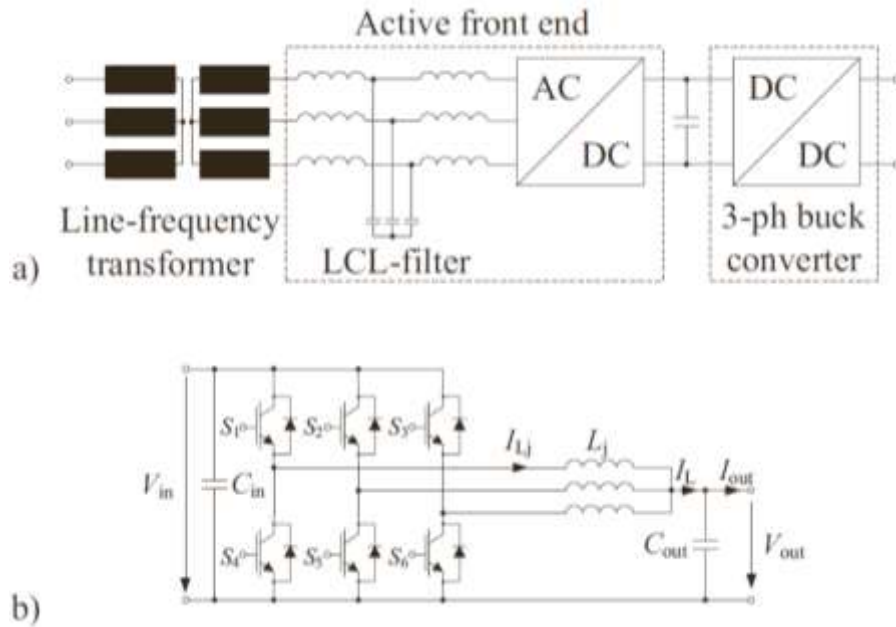 Active front end
AC
DC
DC
DC
Line-frequency
transformer
LCL-filter
3-ph buck
converter
a)
S1
S2
S3
ILj
Lj
IL
Iout
Vin
Cin
S4
S5
S6
Cout
Vout
b)